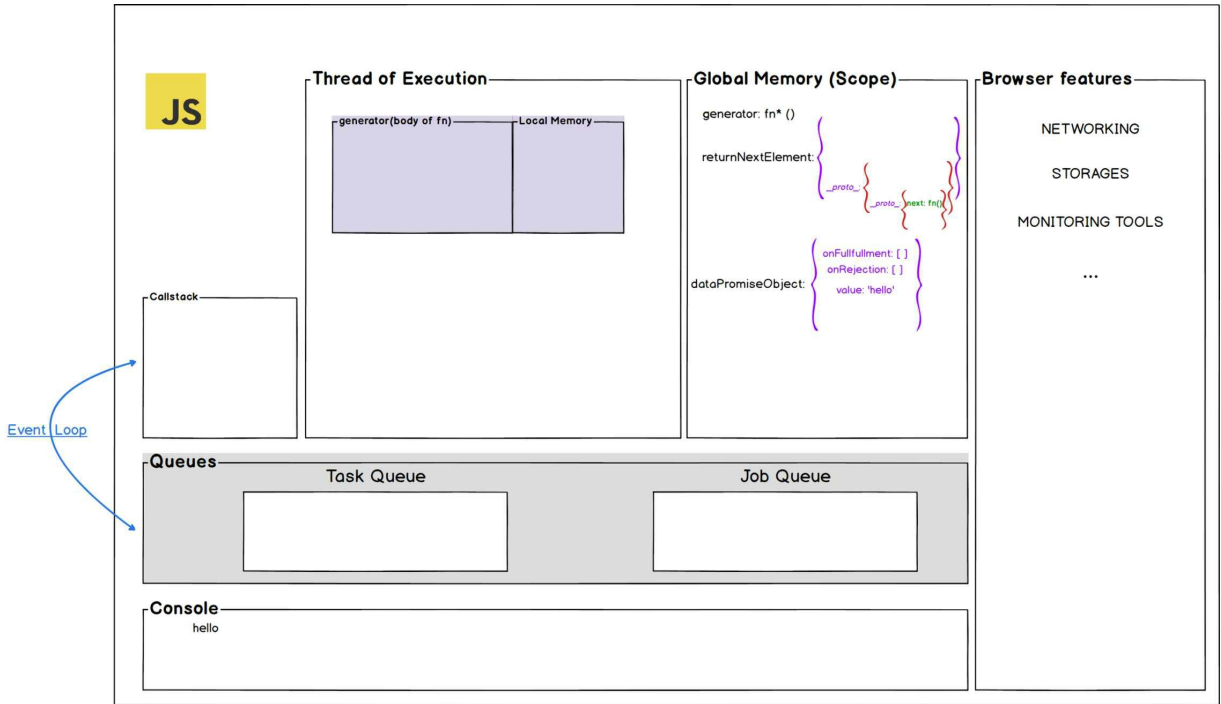 JS
Thread of Execution
generator(body of fn)
Local Memory
Global Memory (Scope)
generator: fn* ()
returnNextElement:
_proto_:
_proto_:
next: fn()
dataPromiseObject:
onFullfullment: [ ]
onRejection: [ ]
value: 'hello'
Browser features
NETWORKING
STORAGES
MONITORING TOOLS
...
Callstack
Event Loop
Queues
Task Queue
Job Queue
Console
hello